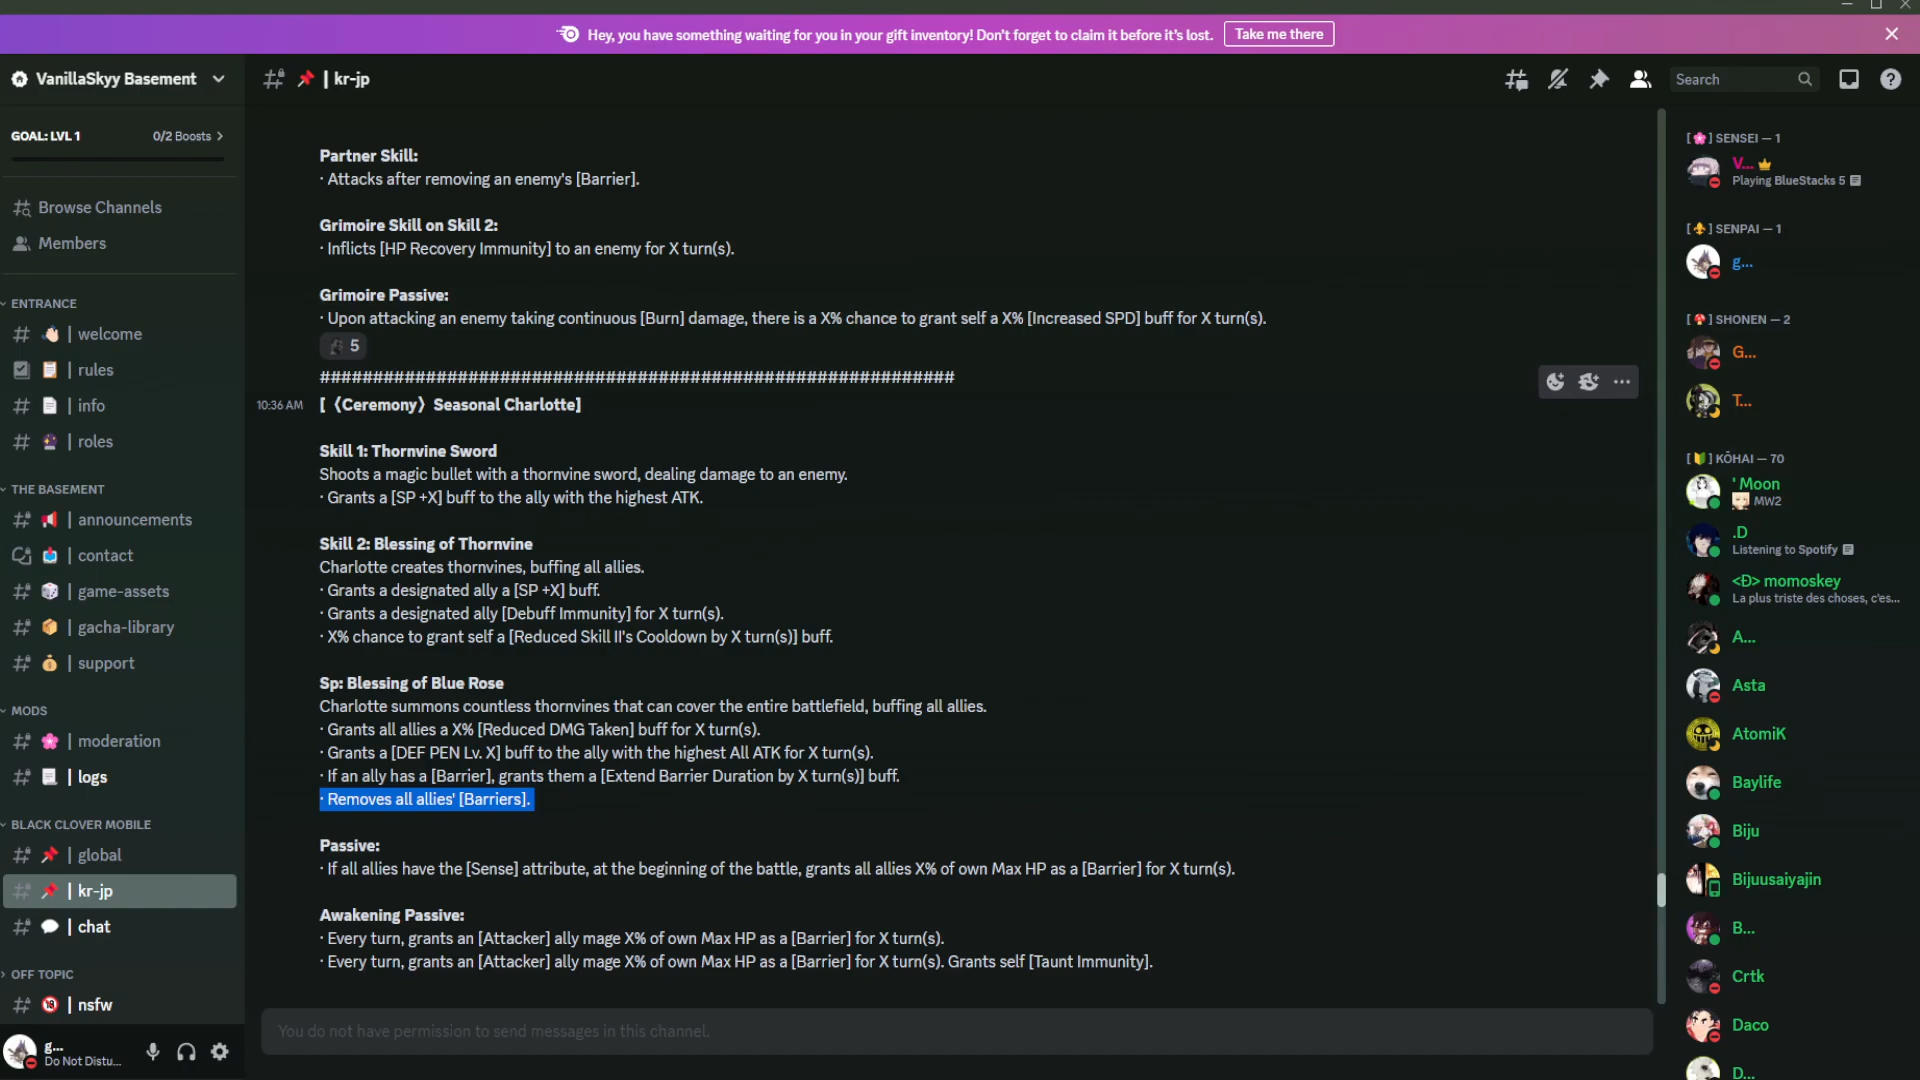 Hey, you have something waiting for you in your gift inventory! Don't forget to claim it before it's lost.
Take me there
VanillaSkyy Basement
GOAL: LVL 1
0/2 Boosts
Browse Channels
Members
ENTRANCE
| welcome
| rules
| info
| roles
THE BASEMENT
| announcements
| contact
| game-assets
| gacha-library
| support
MODS
| moderation
| logs
BLACK CLOVER MOBILE
| global
| kr-jp
| chat
OFF TOPIC
| nsfw
g...
Do Not Distu...
| kr-jp
Search
Partner Skill:
· Attacks after removing an enemy's [Barrier].
Grimoire Skill on Skill 2:
· Inflicts [HP Recovery Immunity] to an enemy for X turn(s).
Grimoire Passive:
· Upon attacking an enemy taking continuous [Burn] damage, there is a X% chance to grant self a X% [Increased SPD] buff for X turn(s).
5
############################################################
10:36 AM
[〈Ceremony〉Seasonal Charlotte]
Skill 1: Thornvine Sword
Shoots a magic bullet with a thornvine sword, dealing damage to an enemy.
· Grants a [SP +X] buff to the ally with the highest ATK.
Skill 2: Blessing of Thornvine
Charlotte creates thornvines, buffing all allies.
· Grants a designated ally a [SP +X] buff.
· Grants a designated ally [Debuff Immunity] for X turn(s).
· X% chance to grant self a [Reduced Skill II's Cooldown by X turn(s)] buff.
Sp: Blessing of Blue Rose
Charlotte summons countless thornvines that can cover the entire battlefield, buffing all allies.
· Grants all allies a X% [Reduced DMG Taken] buff for X turn(s).
· Grants a [DEF PEN Lv. X] buff to the ally with the highest All ATK for X turn(s).
· If an ally has a [Barrier], grants them a [Extend Barrier Duration by X turn(s)] buff.
· Removes all allies' [Barriers].
Passive:
· If all allies have the [Sense] attribute, at the beginning of the battle, grants all allies X% of own Max HP as a [Barrier] for X turn(s).
Awakening Passive:
· Every turn, grants an [Attacker] ally mage X% of own Max HP as a [Barrier] for X turn(s).
· Every turn, grants an [Attacker] ally mage X% of own Max HP as a [Barrier] for X turn(s). Grants self [Taunt Immunity].
You do not have permission to send messages in this channel.
[🌸] SENSEI — 1
V...
Playing BlueStacks 5
[⚜] SENPAI — 1
g...
[🍄] SHONEN — 2
G...
T...
[🔰] KŌHAI — 70
' Moon
MW2
.D
Listening to Spotify
<Đ> momoskey
La plus triste des choses, c'es...
A...
Asta
AtomiK
Baylife
Biju
Bijuusaiyajin
B...
Crtk
Daco
D...